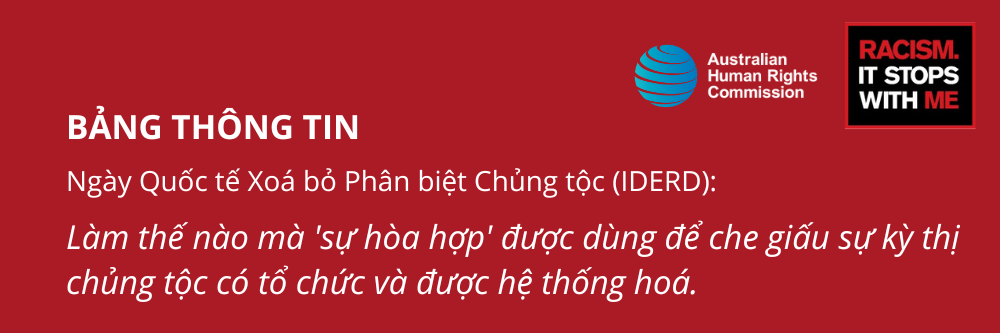 Australian
Human Rights
Commission
RACISM.
IT STOPS
WITH ME
BẢNG THÔNG TIN
Ngày Quốc tế Xoá bỏ Phân biệt Chủng tộc (IDERD):
Làm thế nào mà 'sự hòa hợp' được dùng để che giấu sự kỳ thị
chủng tộc có tổ chức và được hệ thống hoá.